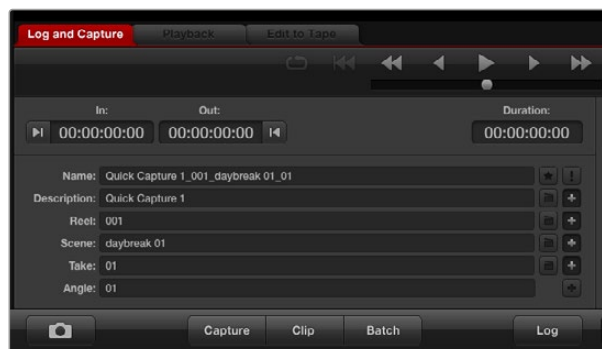 Log and Capture Playback Edit to Tape
In: Out: Duration:
00:00:00:00 00:00:00:00 00:00:00:00
Name: Quick Capture 1_001_daybreak 01_01
Description: Quick Capture 1
Reel: 001
Scene: daybreak 01
Take: 01
Angle: 01
Capture Clip Batch Log